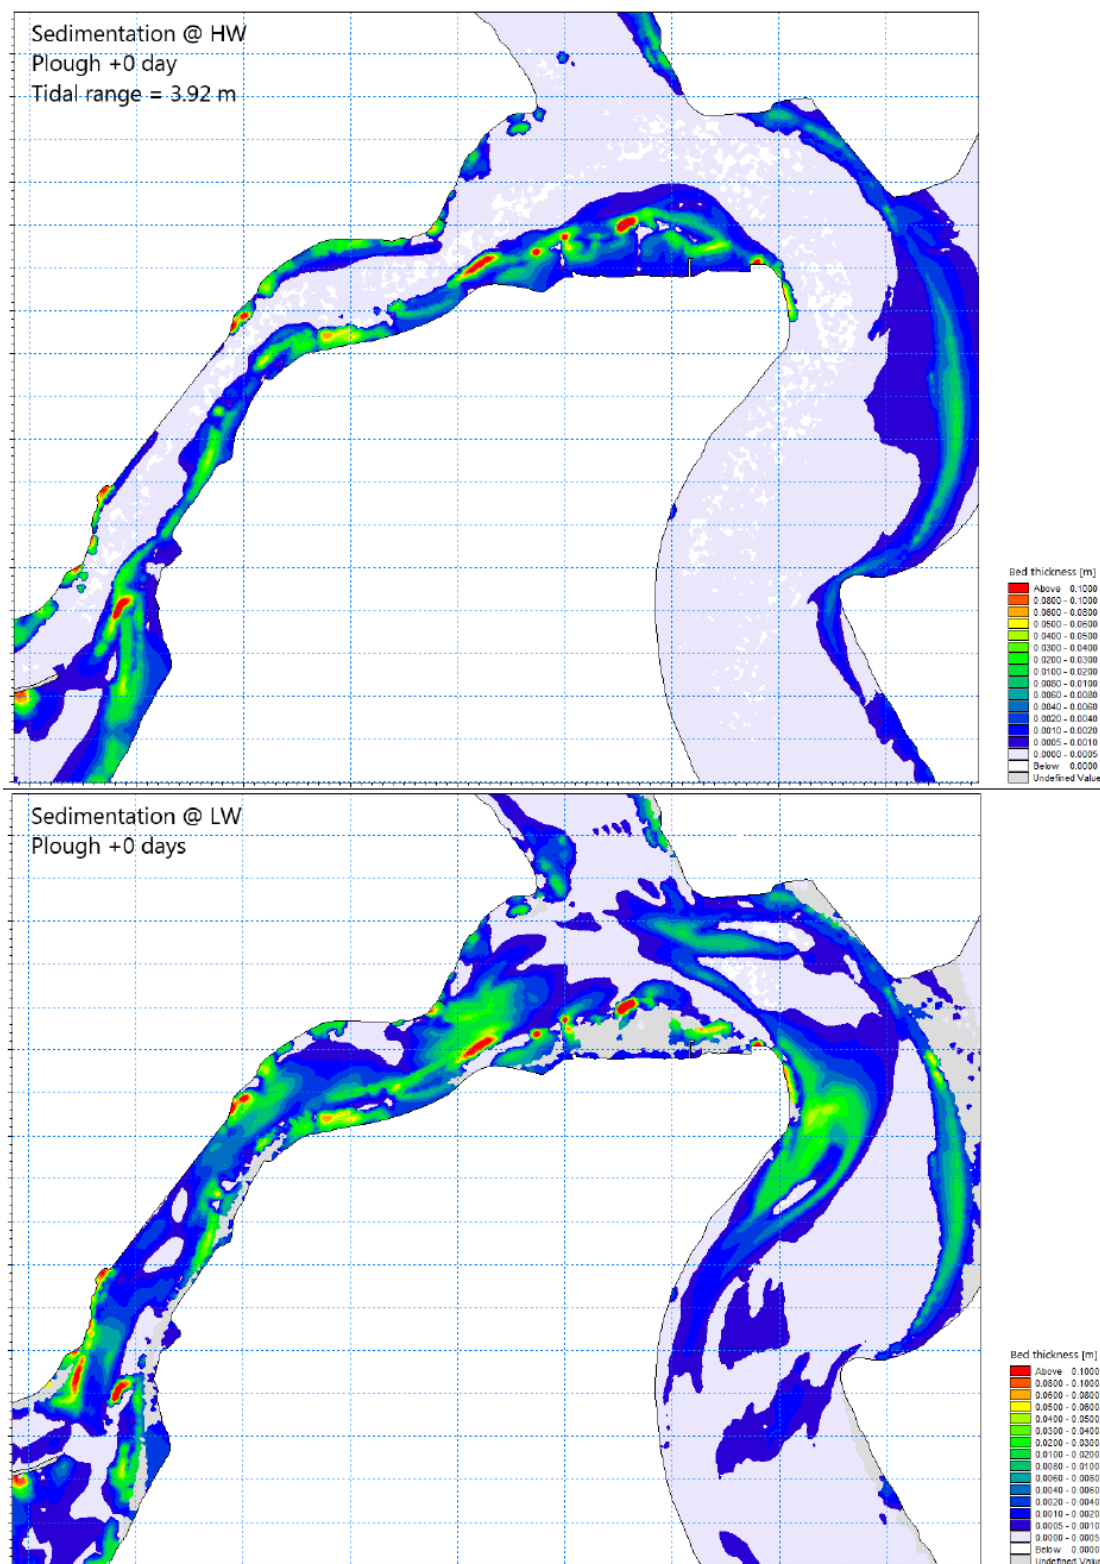 Sedimentation @ HW
Plough +0 day
Tidal range = 3.92 m
Bed thickness [m]
Above 0.1000
0.0800 - 0.1000
0.0600 - 0.0800
0.0500 - 0.0600
0.0400 - 0.0500
0.0300 - 0.0400
0.0200 - 0.0300
0.0100 - 0.0200
0.0080 - 0.0100
0.0060 - 0.0080
0.0040 - 0.0060
0.0020 - 0.0040
0.0010 - 0.0020
0.0005 - 0.0010
0.0000 - 0.0005
Below 0.0000
Undefined Value
Sedimentation @ LW
Plough +0 days
Bed thickness [m]
Above 0.1000
0.0800 - 0.1000
0.0600 - 0.0800
0.0500 - 0.0600
0.0400 - 0.0500
0.0300 - 0.0400
0.0200 - 0.0300
0.0100 - 0.0200
0.0080 - 0.0100
0.0060 - 0.0080
0.0040 - 0.0060
0.0020 - 0.0040
0.0010 - 0.0020
0.0005 - 0.0010
0.0000 - 0.0005
Below 0.0000
Undefined Value